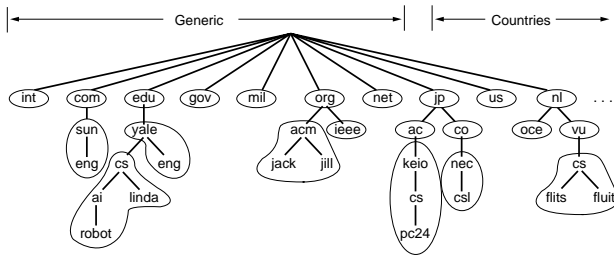 Generic Countries
int com edu gov mil org net jp us nl ...
sun yale acm ieee ac co oce vu
eng cs eng jack jill keio nec cs
ai linda cs csl flits fluit
robot pc24